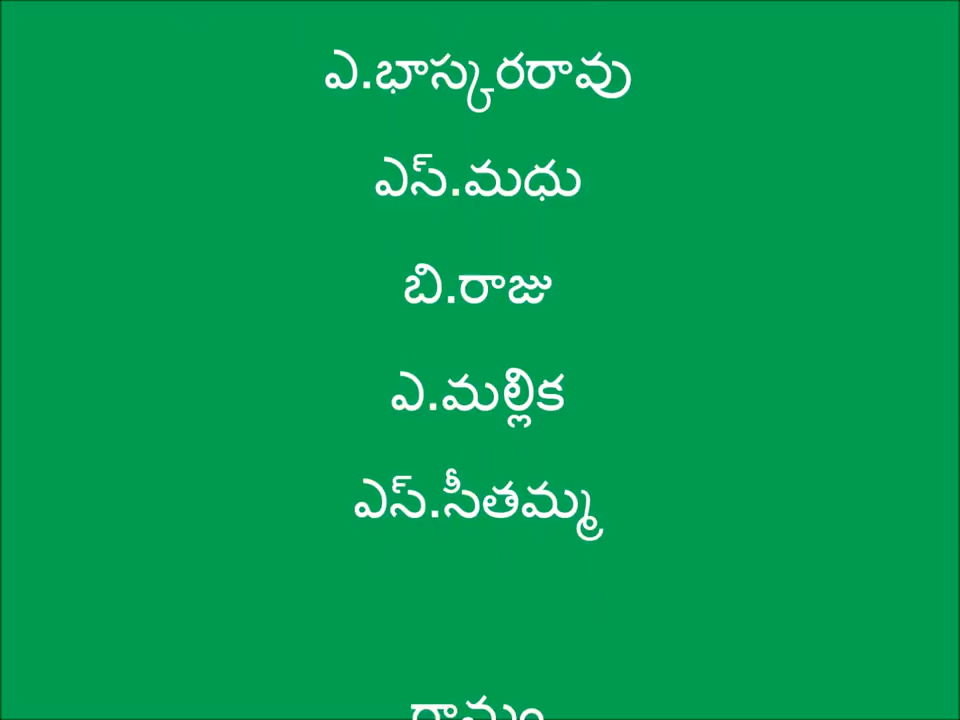 ఎ.భాస్కరరావు
ఎస్.మధు
బి.రాజు
ఎ.మల్లిక
ఎస్.సీతమ్మ